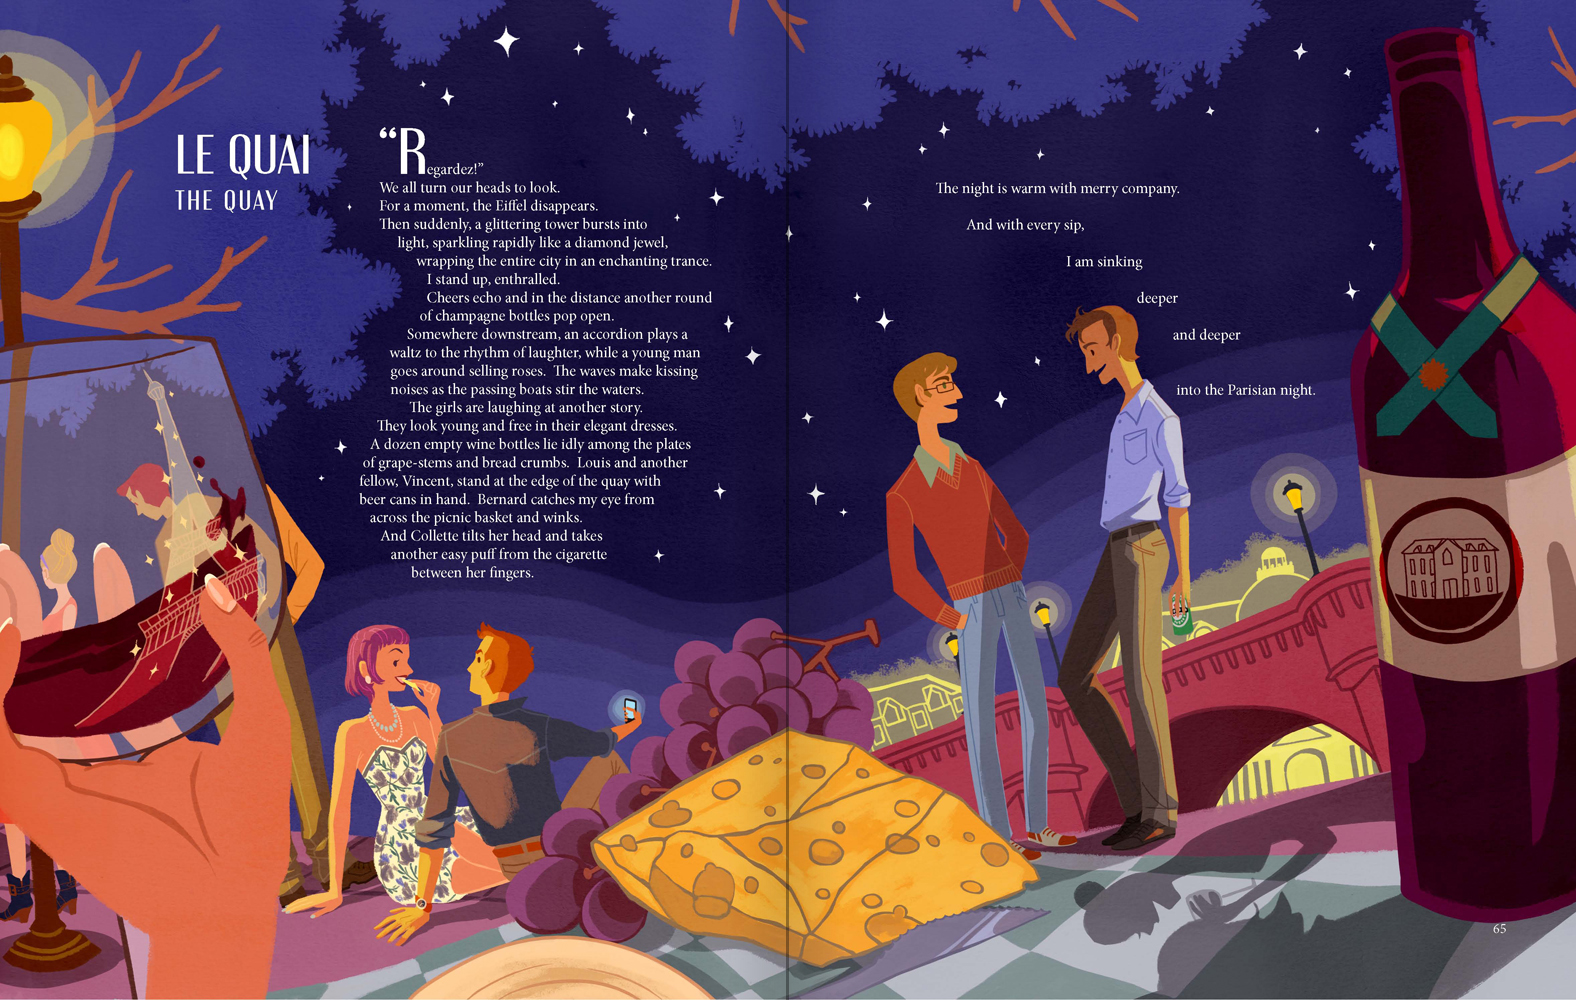 LE QUAI
THE QUAY
“Regardez!”
We all turn our heads to look.
For a moment, the Eiffel disappears.
Then suddenly, a glittering tower bursts into
light, sparkling rapidly like a diamond jewel,
wrapping the entire city in an enchanting trance.
I stand up, enthralled.
Cheers echo and in the distance another round
of champagne bottles pop open.
Somewhere downstream, an accordion plays a
waltz to the rhythm of laughter, while a young man
goes around selling roses. The waves make kissing
noises as the passing boats stir the waters.
The girls are laughing at another story.
They look young and free in their elegant dresses.
A dozen empty wine bottles lie idly among the plates
of grape-stems and bread crumbs. Louis and another
fellow, Vincent, stand at the edge of the quay with
beer cans in hand. Bernard catches my eye from
across the picnic basket and winks.
And Collette tilts her head and takes
another easy puff from the cigarette
between her fingers.
The night is warm with merry company.
And with every sip,
I am sinking
deeper
and deeper
into the Parisian night.
65